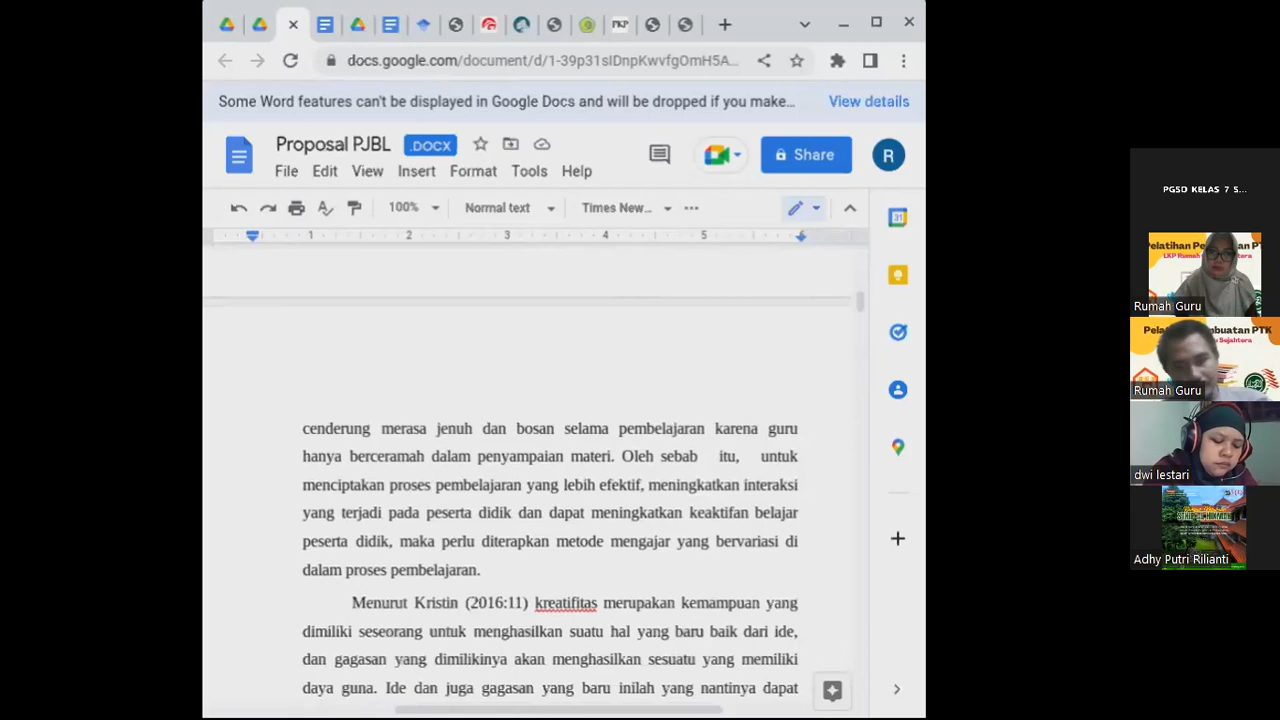 docs.google.com/document/d/1-39p31sIDnpKwvfgOmH5A...
Some Word features can't be displayed in Google Docs and will be dropped if you make...
View details
Proposal PJBL
.DOCX
Share
R
File Edit View Insert Format Tools Help
100% Normal text Times New...
1 2 3 4 5 6
31
cenderung merasa jenuh dan bosan selama pembelajaran karena guru
hanya berceramah dalam penyampaian materi. Oleh sebab itu, untuk
menciptakan proses pembelajaran yang lebih efektif, meningkatkan interaksi
yang terjadi pada peserta didik dan dapat meningkatkan keaktifan belajar
peserta didik, maka perlu diterapkan metode mengajar yang bervariasi di
dalam proses pembelajaran.
Menurut Kristin (2016:11) kreatifitas merupakan kemampuan yang
dimiliki seseorang untuk menghasilkan suatu hal yang baru baik dari ide,
dan gagasan yang dimilikinya akan menghasilkan sesuatu yang memiliki
daya guna. Ide dan juga gagasan yang baru inilah yang nantinya dapat
PGSD KELAS 7 S...
Rumah Guru
Rumah Guru
dwi lestari
Adhy Putri Rilianti